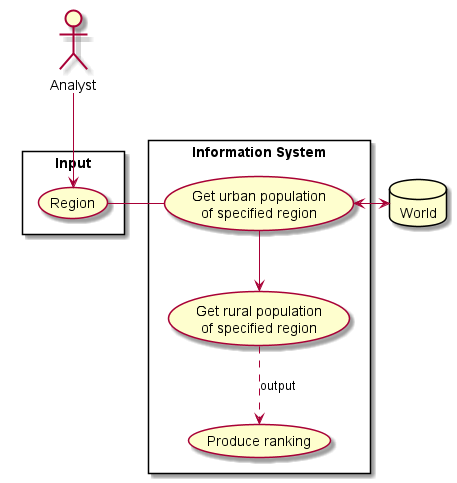 Analyst
Input
Region
Information System
Get urban population
of specified region
World
Get rural population
of specified region
output
Produce ranking